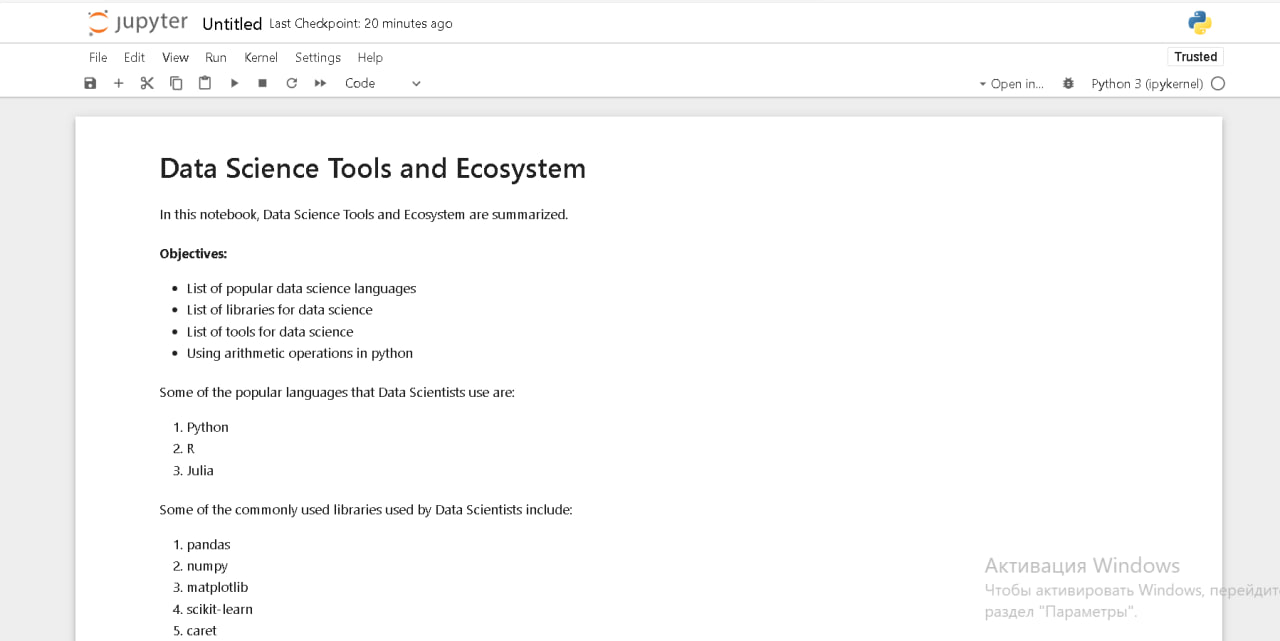 jupyter Untitled Last Checkpoint: 20 minutes ago
File Edit View Run Kernel Settings Help Trusted
Code Open in... Python 3 (ipykernel)
Data Science Tools and Ecosystem
In this notebook, Data Science Tools and Ecosystem are summarized.
Objectives:
• List of popular data science languages
• List of libraries for data science
• List of tools for data science
• Using arithmetic operations in python
Some of the popular languages that Data Scientists use are:
1. Python
2. R
3. Julia
Some of the commonly used libraries used by Data Scientists include:
1. pandas
2. numpy
3. matplotlib
4. scikit-learn
5. caret
Активация Windows
Чтобы активировать Windows, перейдит
раздел "Параметры".